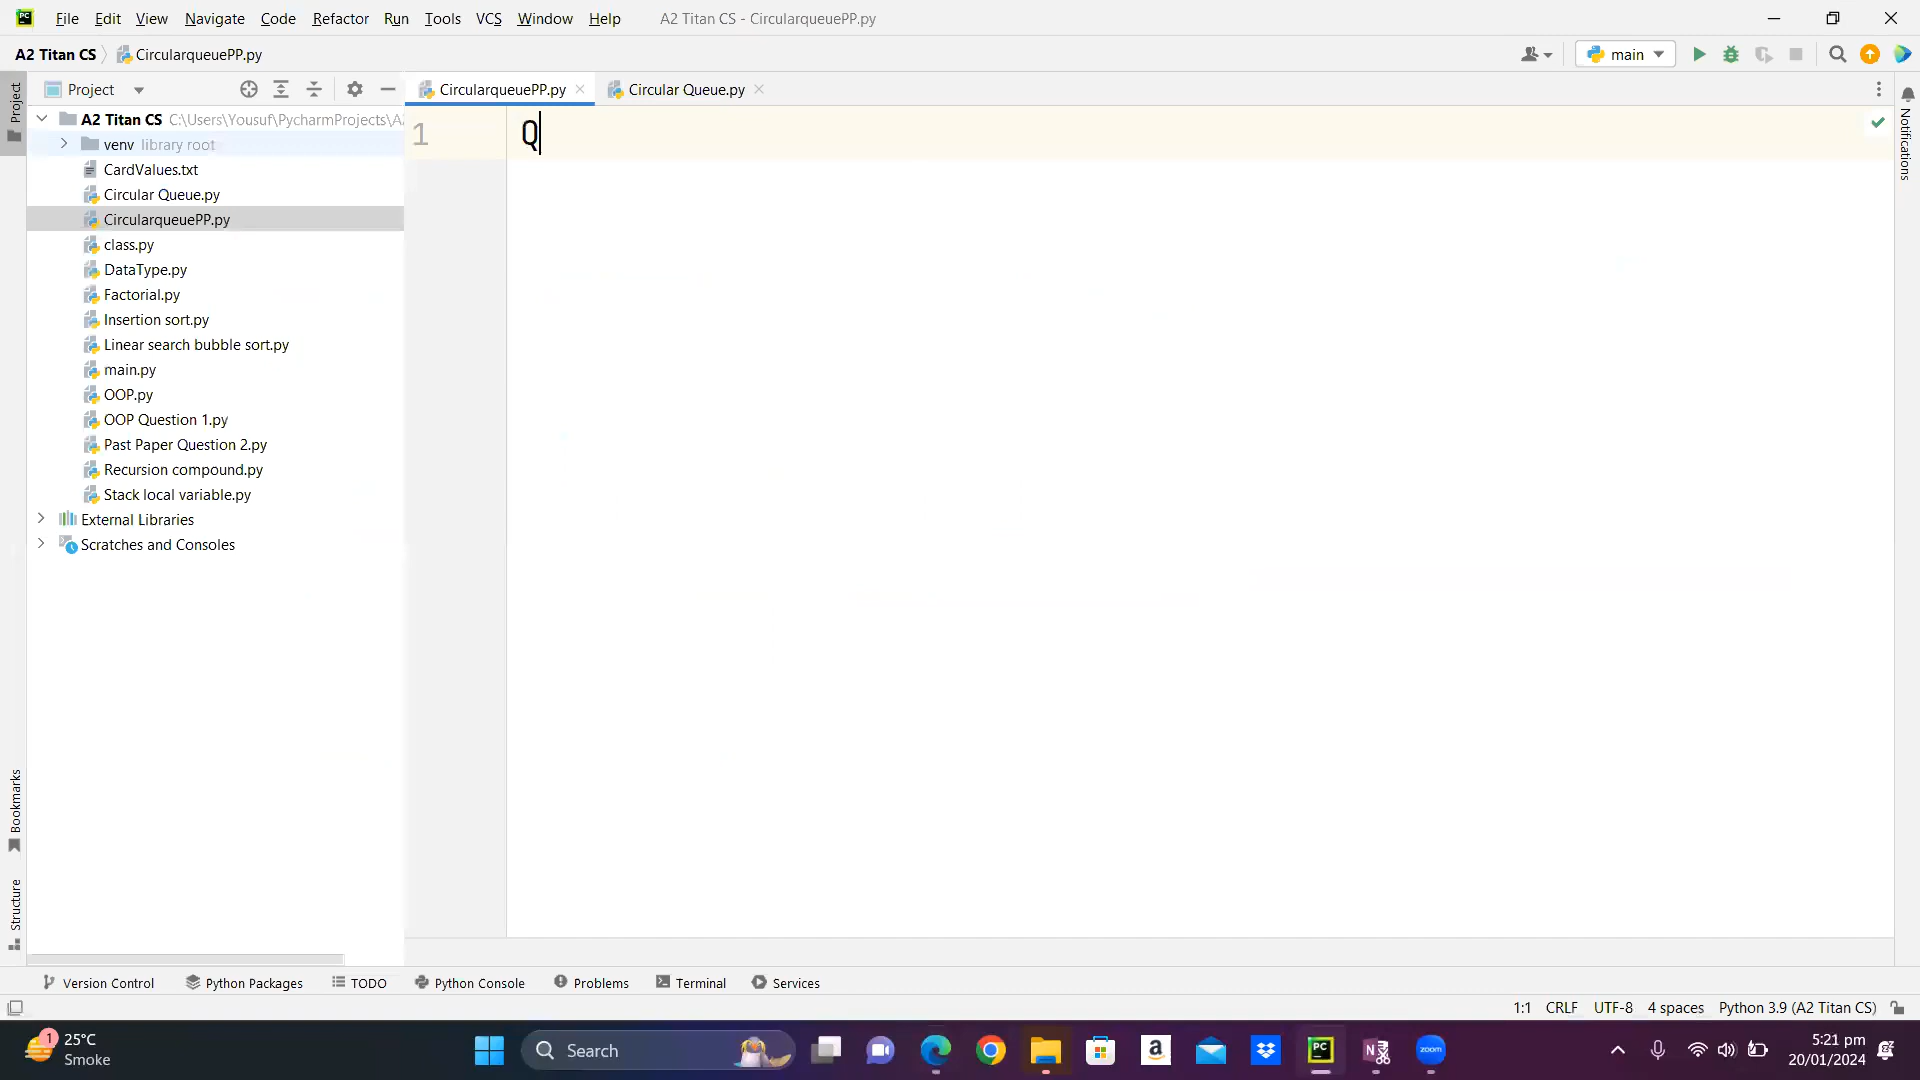 PC File Edit View Navigate Code Refactor Run Tools VCS Window Help A2 Titan CS - CircularqueuePP.py
A2 Titan CS CircularqueuePP.py main
Project
CircularqueuePP.py Circular Queue.py
Project
A2 Titan CS C:\Users\Yousuf\PycharmProjects\A2
1 Q
venv library root
CardValues.txt
Circular Queue.py
CircularqueuePP.py
class.py
DataType.py
Factorial.py
Insertion sort.py
Linear search bubble sort.py
main.py
OOP.py
OOP Question 1.py
Past Paper Question 2.py
Recursion compound.py
Stack local variable.py
External Libraries
Scratches and Consoles
Notifications
Bookmarks
Structure
Version Control Python Packages TODO Python Console Problems Terminal Services
1:1 CRLF UTF-8 4 spaces Python 3.9 (A2 Titan CS)
1 25°C
Smoke
Search
a
PC
N
zoom
5:21 pm
20/01/2024